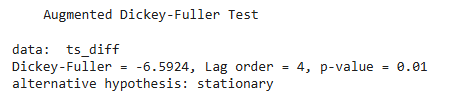 Augmented Dickey-Fuller Test
data:  ts_diff
Dickey-Fuller = -6.5924, Lag order = 4, p-value = 0.01
alternative hypothesis: stationary